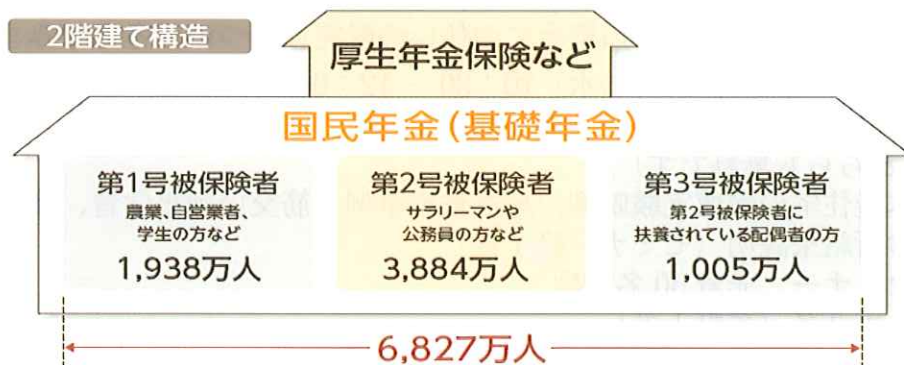 2階建て構造
厚生年金保険など
国民年金(基礎年金)
第1号被保険者
農業、自営業者、
学生の方など
1,938万人
第2号被保険者
サラリーマンや
公務員の方など
3,884万人
第3号被保険者
第2号被保険者に
扶養されている配偶者の方
1,005万人
6,827万人